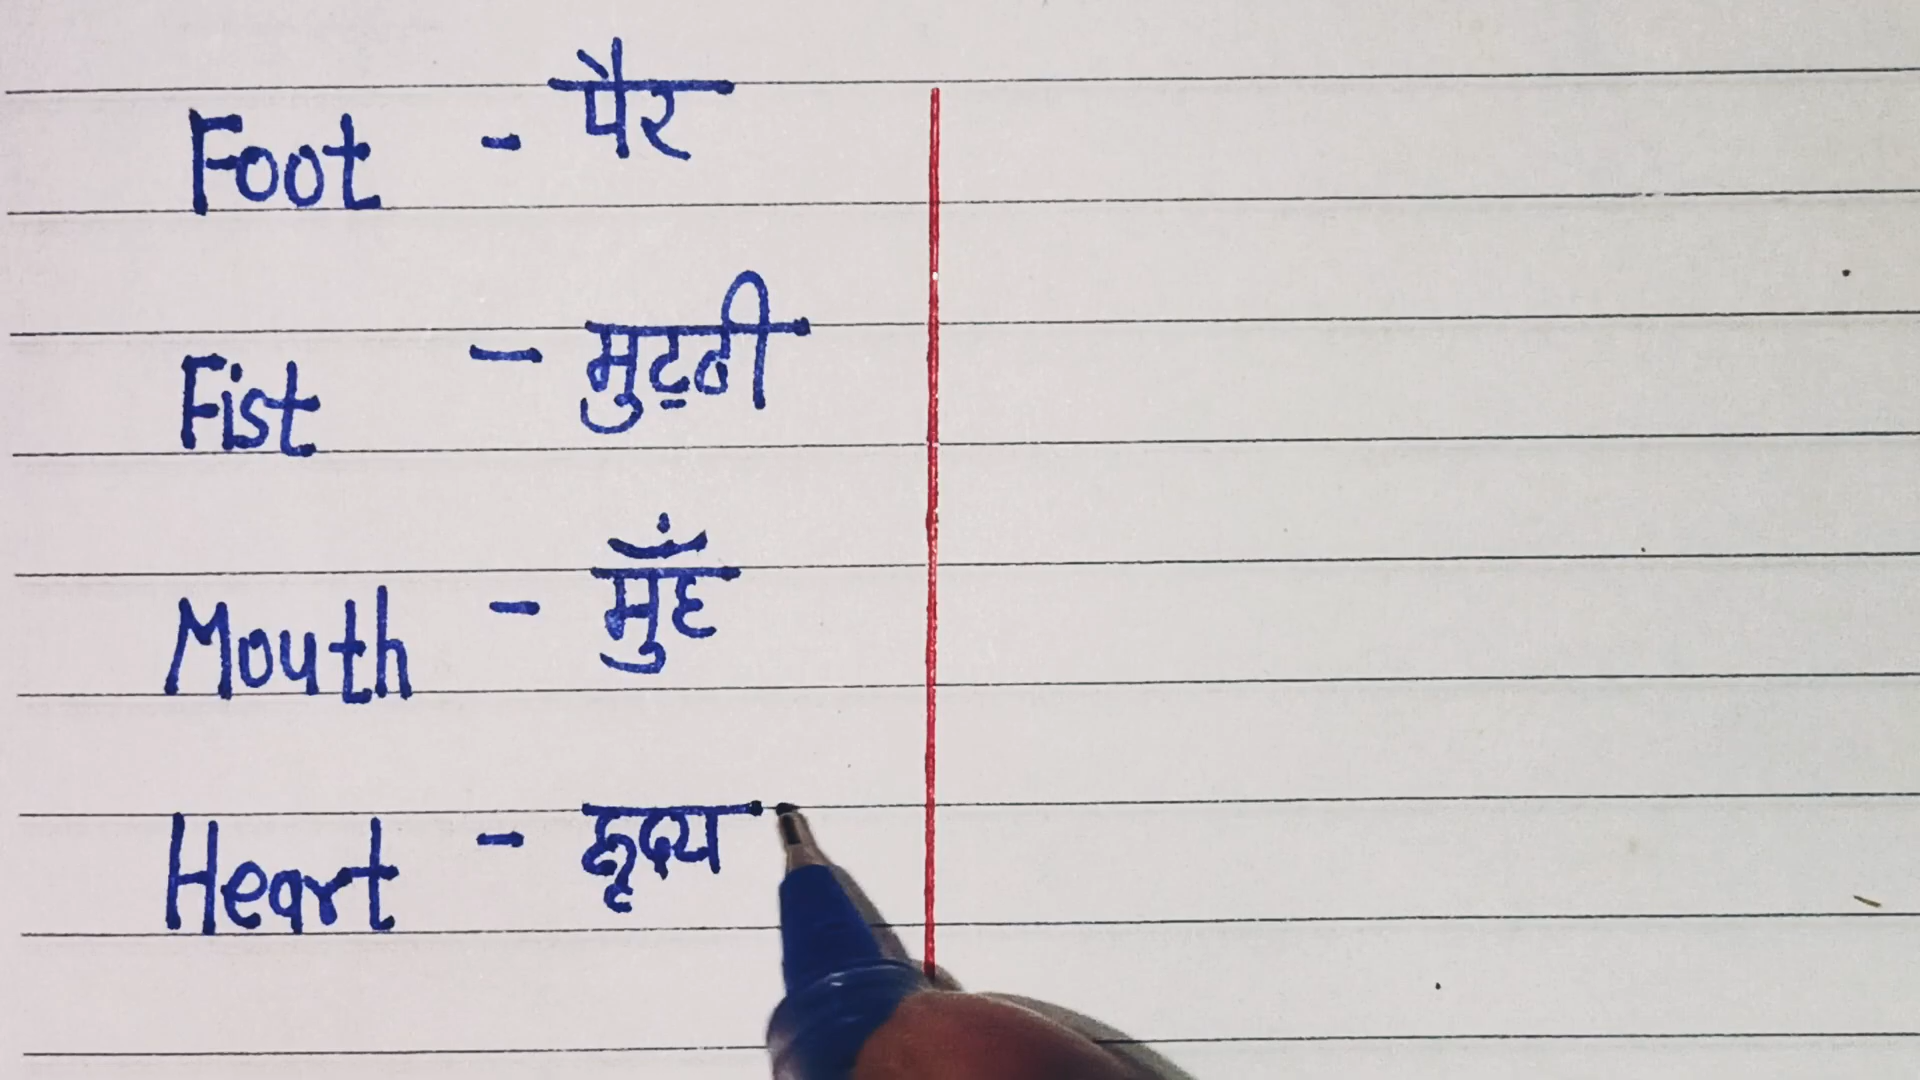 Foot - पैर
Fist - मुट्ठी
Mouth - मुँह
Heart - हृदय